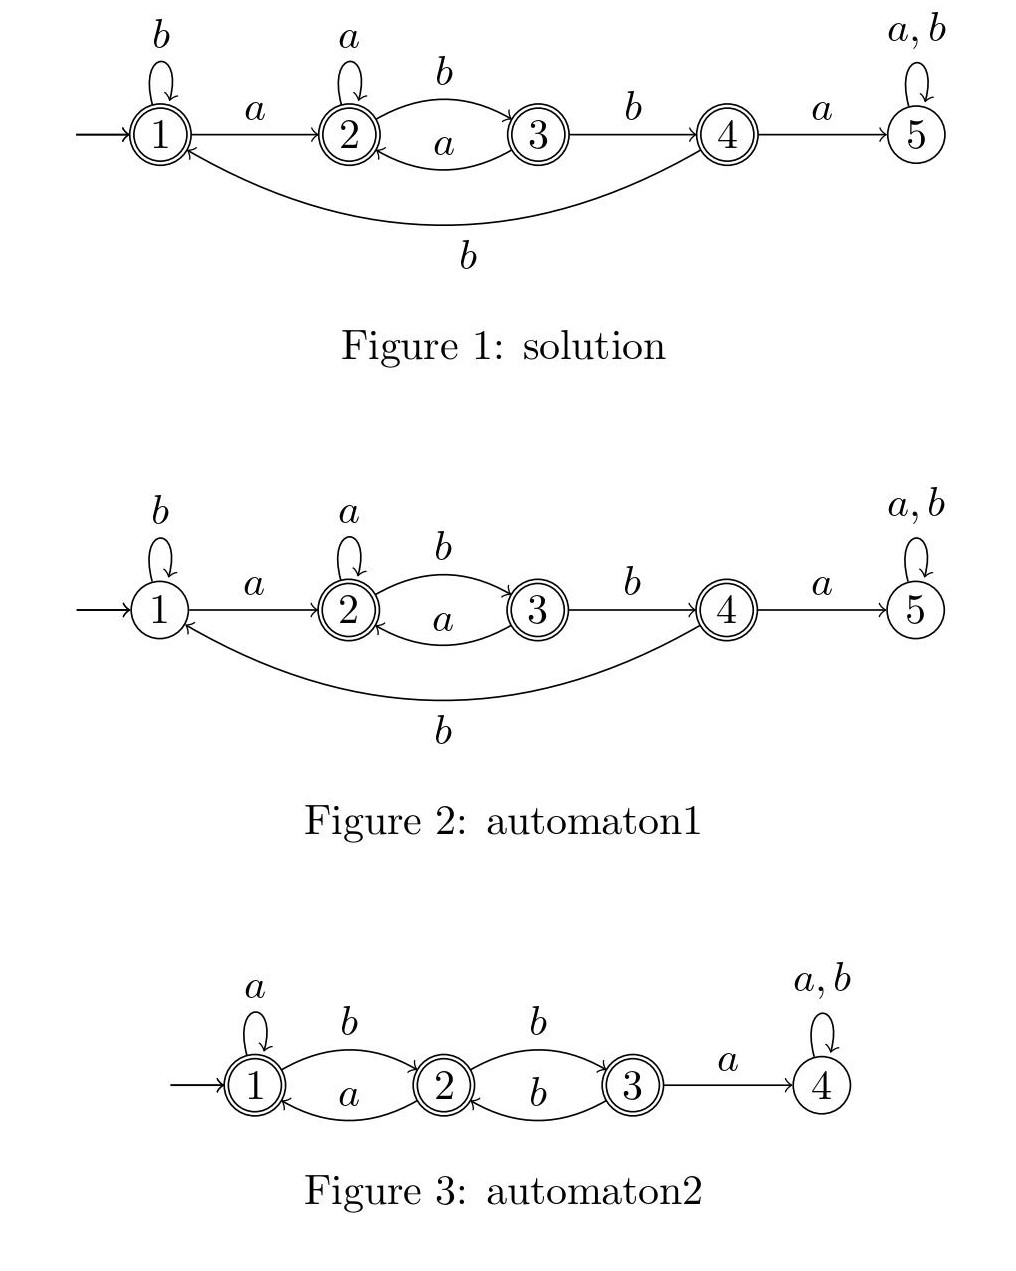 b a a, b
b
1 a 2 3 b 4 a 5
a
b
Figure 1: solution
b a a, b
b
1 a 2 3 b 4 a 5
a
b
Figure 2: automaton1
a a, b
b b
1 2 3 a 4
a b
Figure 3: automaton2